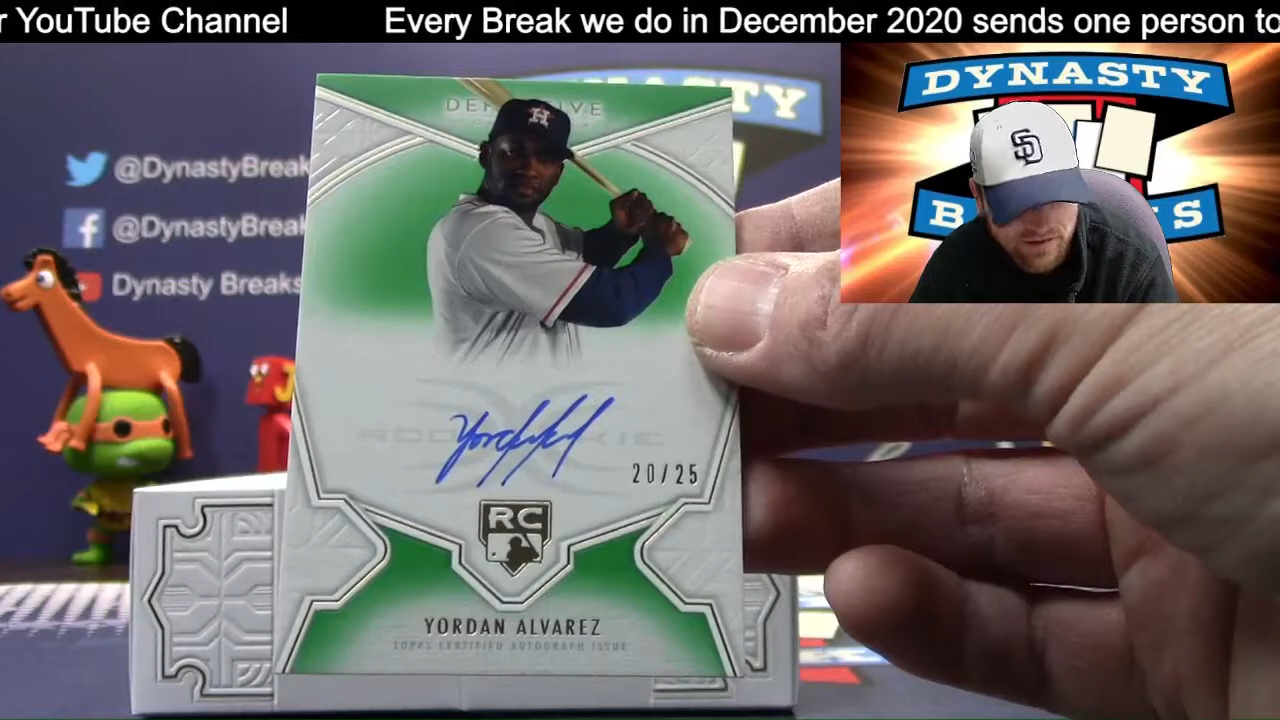 r YouTube Channel
Every Break we do in December 2020 sends one person to
DYNASTY
SD
@DynastyBreak
@DynastyBreak
Dynasty Breaks
H
20/25
RC
YORDAN ALVAREZ
TOPPS CERTIFIED AUTOGRAPH ISSUE